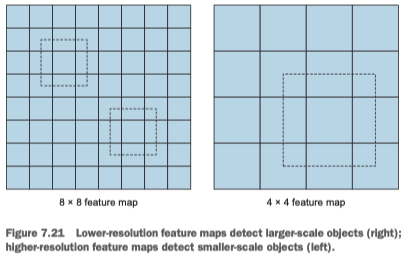 8 × 8 feature map
4 × 4 feature map
Figure 7.21 Lower-resolution feature maps detect larger-scale objects (right);
higher-resolution feature maps detect smaller-scale objects (left).